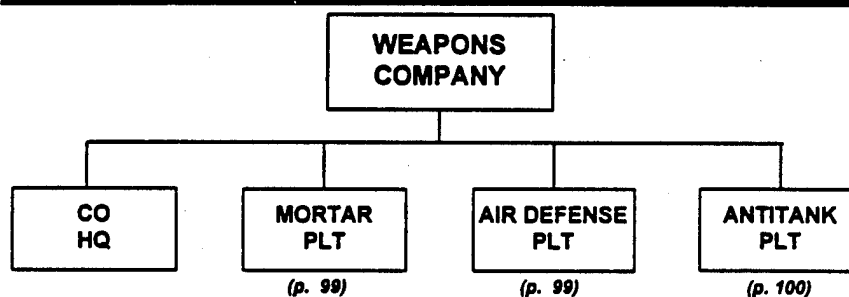 WEAPONS
COMPANY
CO
HQ
MORTAR
PLT
AIR DEFENSE
PLT
ANTITANK
PLT
(p. 99)
(p. 99)
(p. 100)